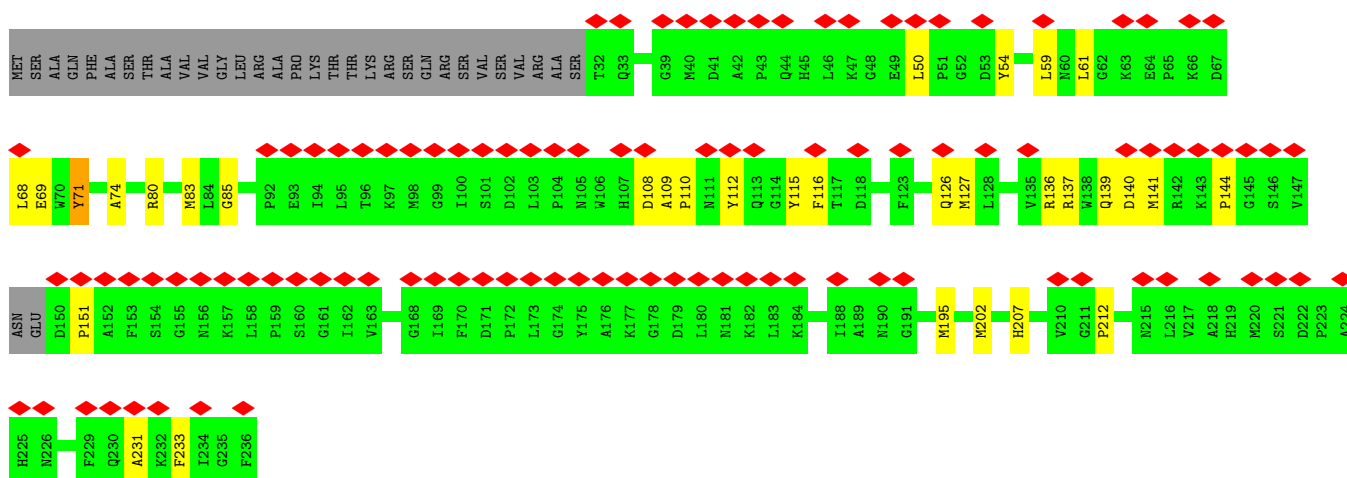 MET SER ALA GLN PHE ALA SER THR ALA VAL VAL GLY LEU ARG ALA PRO LYS THR THR LYS ARG SER GLN ARG SER VAL SER VAL ARG ALA SER T32 Q33 G39 M40 D41 A42 P43 Q44 H45 L46 K47 G48 E49 L50 P51 G52 D53 Y54 L59 N60 L61 G62 K63 E64 P65 K66 D67
L68 E69 W70 Y71 A74 R80 M83 L84 G85 P92 E93 I94 L95 T96 K97 M98 G99 I100 S101 D102 L103 P104 N105 W106 H107 D108 A109 P110 N111 Y112 Q113 G114 Y115 F116 T117 D118 F123 Q126 M127 L128 V135 R136 R137 W138 Q139 D140 M141 R142 K143 P144 G145 S146 V147
ASN GLU D150 P151 A152 F153 S154 G155 N156 K157 L158 P159 S160 G161 I162 V163 G168 I169 F170 D171 P172 L173 G174 Y175 A176 K177 G178 D179 L180 N181 K182 L183 K184 I188 A189 N190 G191 M195 M202 H207 V210 G211 P212 N215 L216 V217 A218 H219 M220 S221 D222 P223 A224
H225 N226 F229 Q230 A231 K232 F233 I234 G235 F236